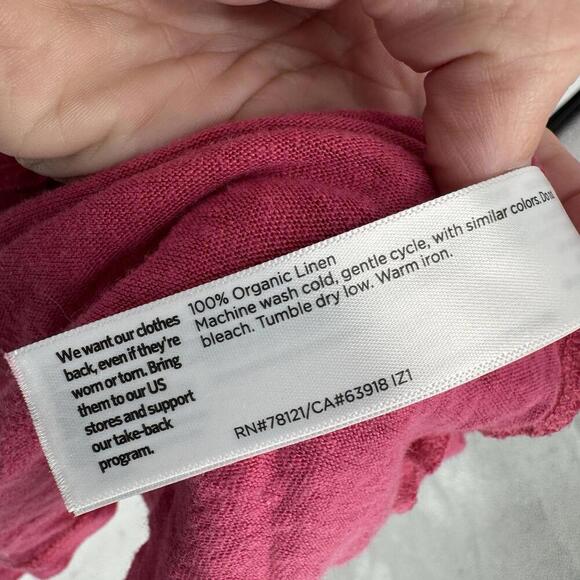 We want our clothes
back, even if they're
worn or torn. Bring
them to our US
stores and support
our take-back
program.
100% Organic Linen
Machine wash cold, gentle cycle, with similar colors. Do
bleach. Tumble dry low. Warm iron.
RN#78121/CA#63918 IZ1